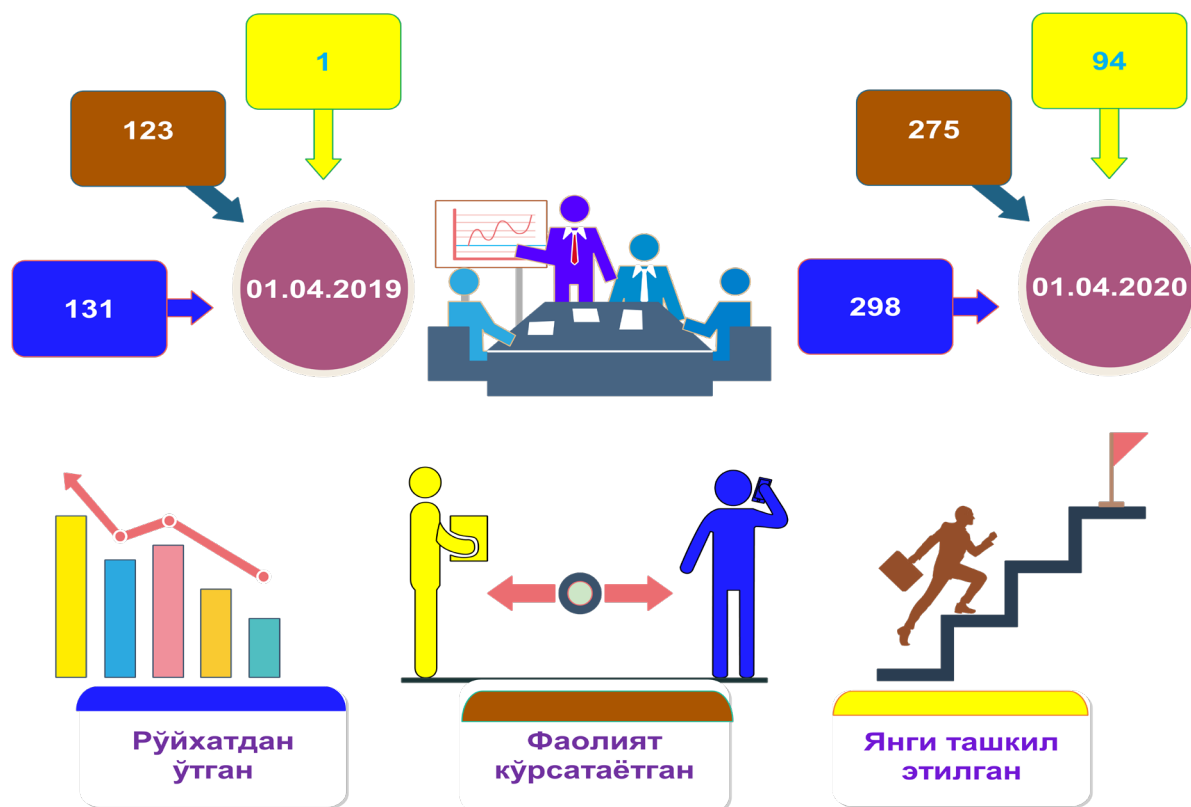 1
94
123
275
01.04.2019
01.04.2020
131
298
Рўйхатдан
ўтган
Фаолият
кўрсатаётган
Янги ташкил
этилган